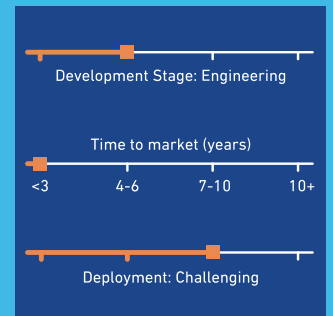 Development Stage: Engineering
Time to market (years)
<3 4-6 7-10 10+
Deployment: Challenging